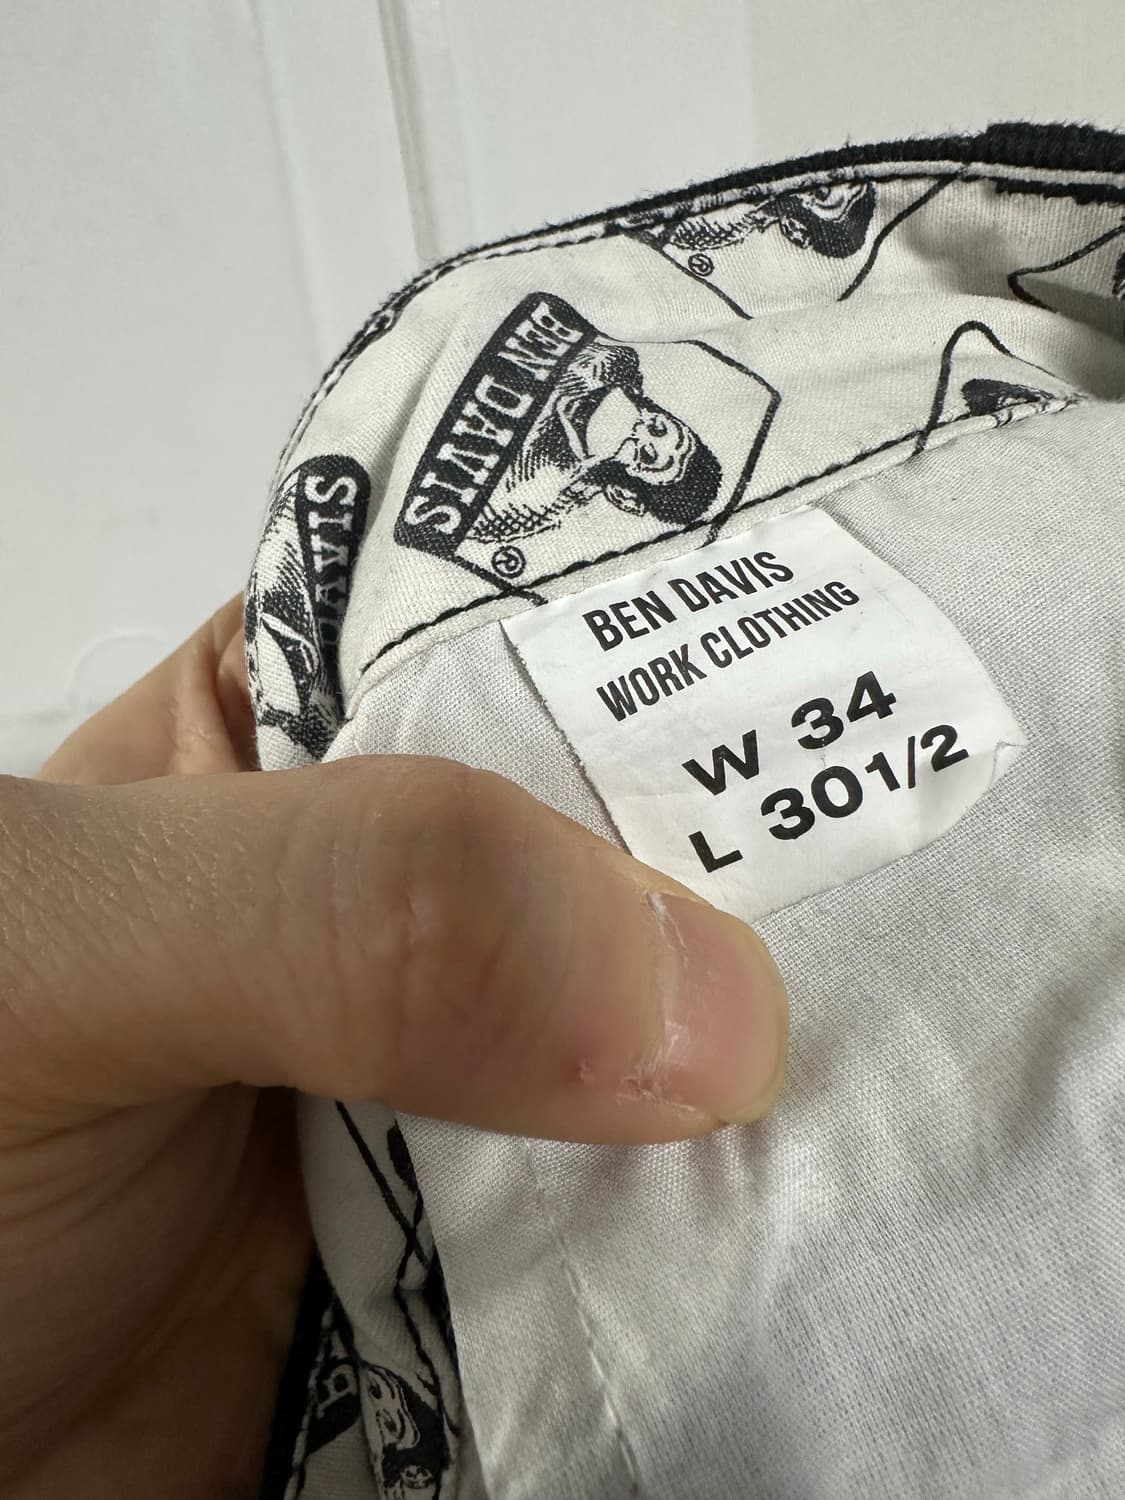 BEN DAVIS
®
®
DAVIS
BEN DAVIS
WORK CLOTHING
W 34
L 30 1/2